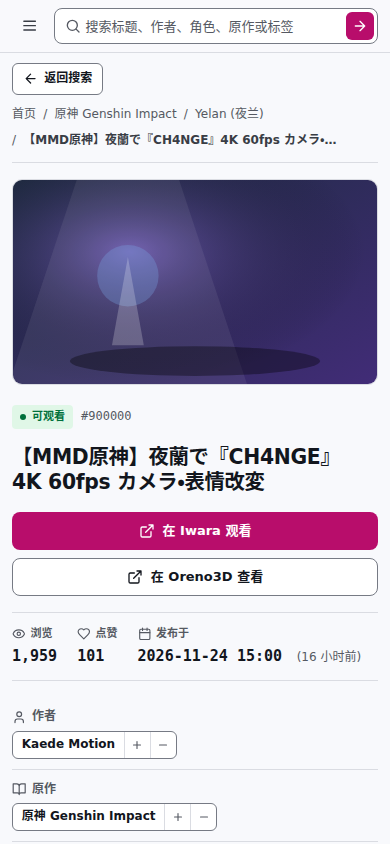 搜索标题、作者、角色、原作或标签
返回搜索
首页 / 原神 Genshin Impact / Yelan (夜兰)
/ 【MMD原神】夜蘭で『CH4NGE』4K 60fps カメラ・…
可观看 #900000
【MMD原神】夜蘭で『CH4NGE』
4K 60fps カメラ・表情改変
在 Iwara 观看
在 Oreno3D 查看
浏览 点赞 发布于
1,959 101 2026-11-24 15:00 (16 小时前)
作者
Kaede Motion + −
原作
原神 Genshin Impact + −